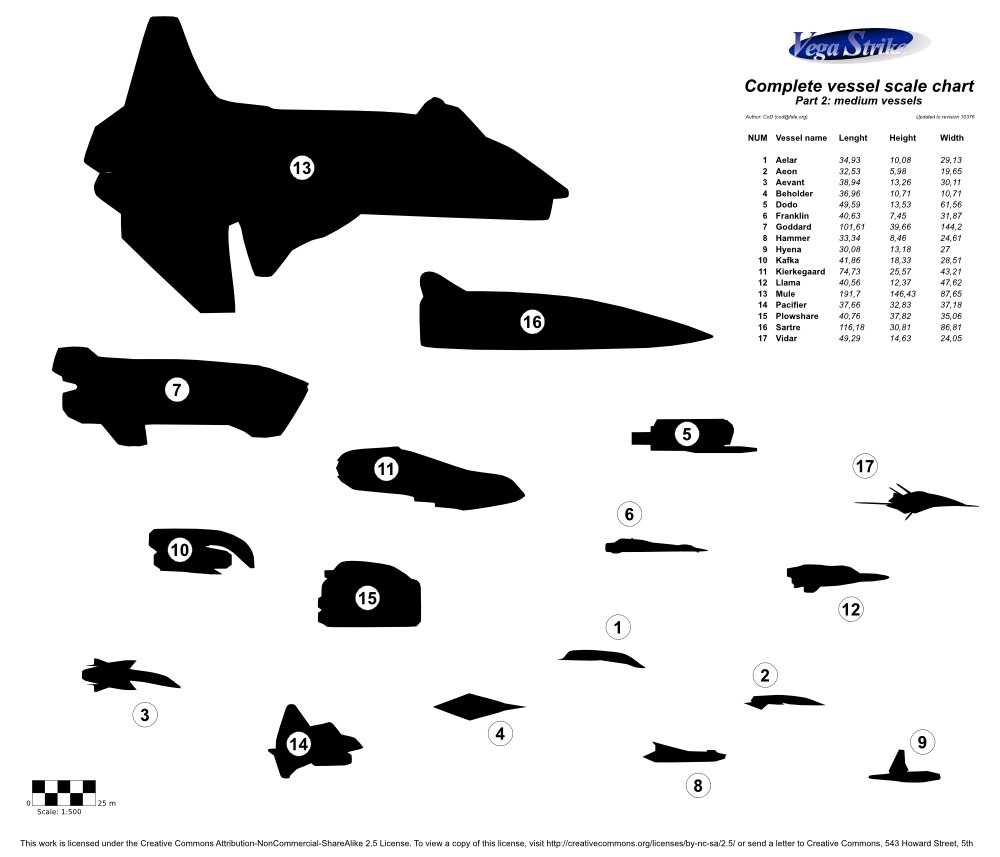 Vega Strike
Complete vessel scale chart
Part 2: medium vessels
Author: CoD (cod@hsfe.org) Updated to revision 10376
NUM Vessel name Lenght Height Width
1 Aelar 34,93 10,08 29,13
2 Aeon 32,53 5,98 19,65
3 Aevant 38,94 13,26 30,11
4 Beholder 36,96 10,71 10,71
5 Dodo 49,59 13,53 61,56
6 Franklin 40,63 7,45 31,87
7 Goddard 101,61 39,66 144,2
8 Hammer 33,34 8,46 24,61
9 Hyena 30,08 13,18 27
10 Kafka 41,86 18,33 28,51
11 Kierkegaard 74,73 25,57 43,21
12 Llama 40,56 12,37 47,62
13 Mule 191,7 146,43 87,65
14 Pacifier 37,66 32,83 37,18
15 Plowshare 40,76 37,82 35,06
16 Sartre 116,18 30,81 86,81
17 Vidar 49,29 14,63 24,05
13
16
7
5
11
17
6
10
15
12
1
2
3
4
14
9
8
0 25 m
Scale: 1:500
This work is licensed under the Creative Commons Attribution-NonCommercial-ShareAlike 2.5 License. To view a copy of this license, visit http://creativecommons.org/licenses/by-nc-sa/2.5/ or send a letter to Creative Commons, 543 Howard Street, 5th